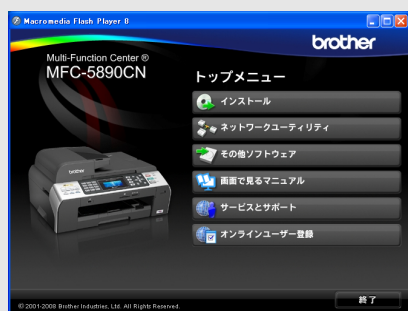 Macromedia Flash Player 8
brother
Multi-Function Center ®
MFC-5890CN
トップメニュー
インストール
ネットワークユーティリティ
その他ソフトウェア
画面で見るマニュアル
サービスとサポート
オンラインユーザー登録
brother
終了
© 2001-2008 Brother Industries, Ltd. All Rights Reserved.